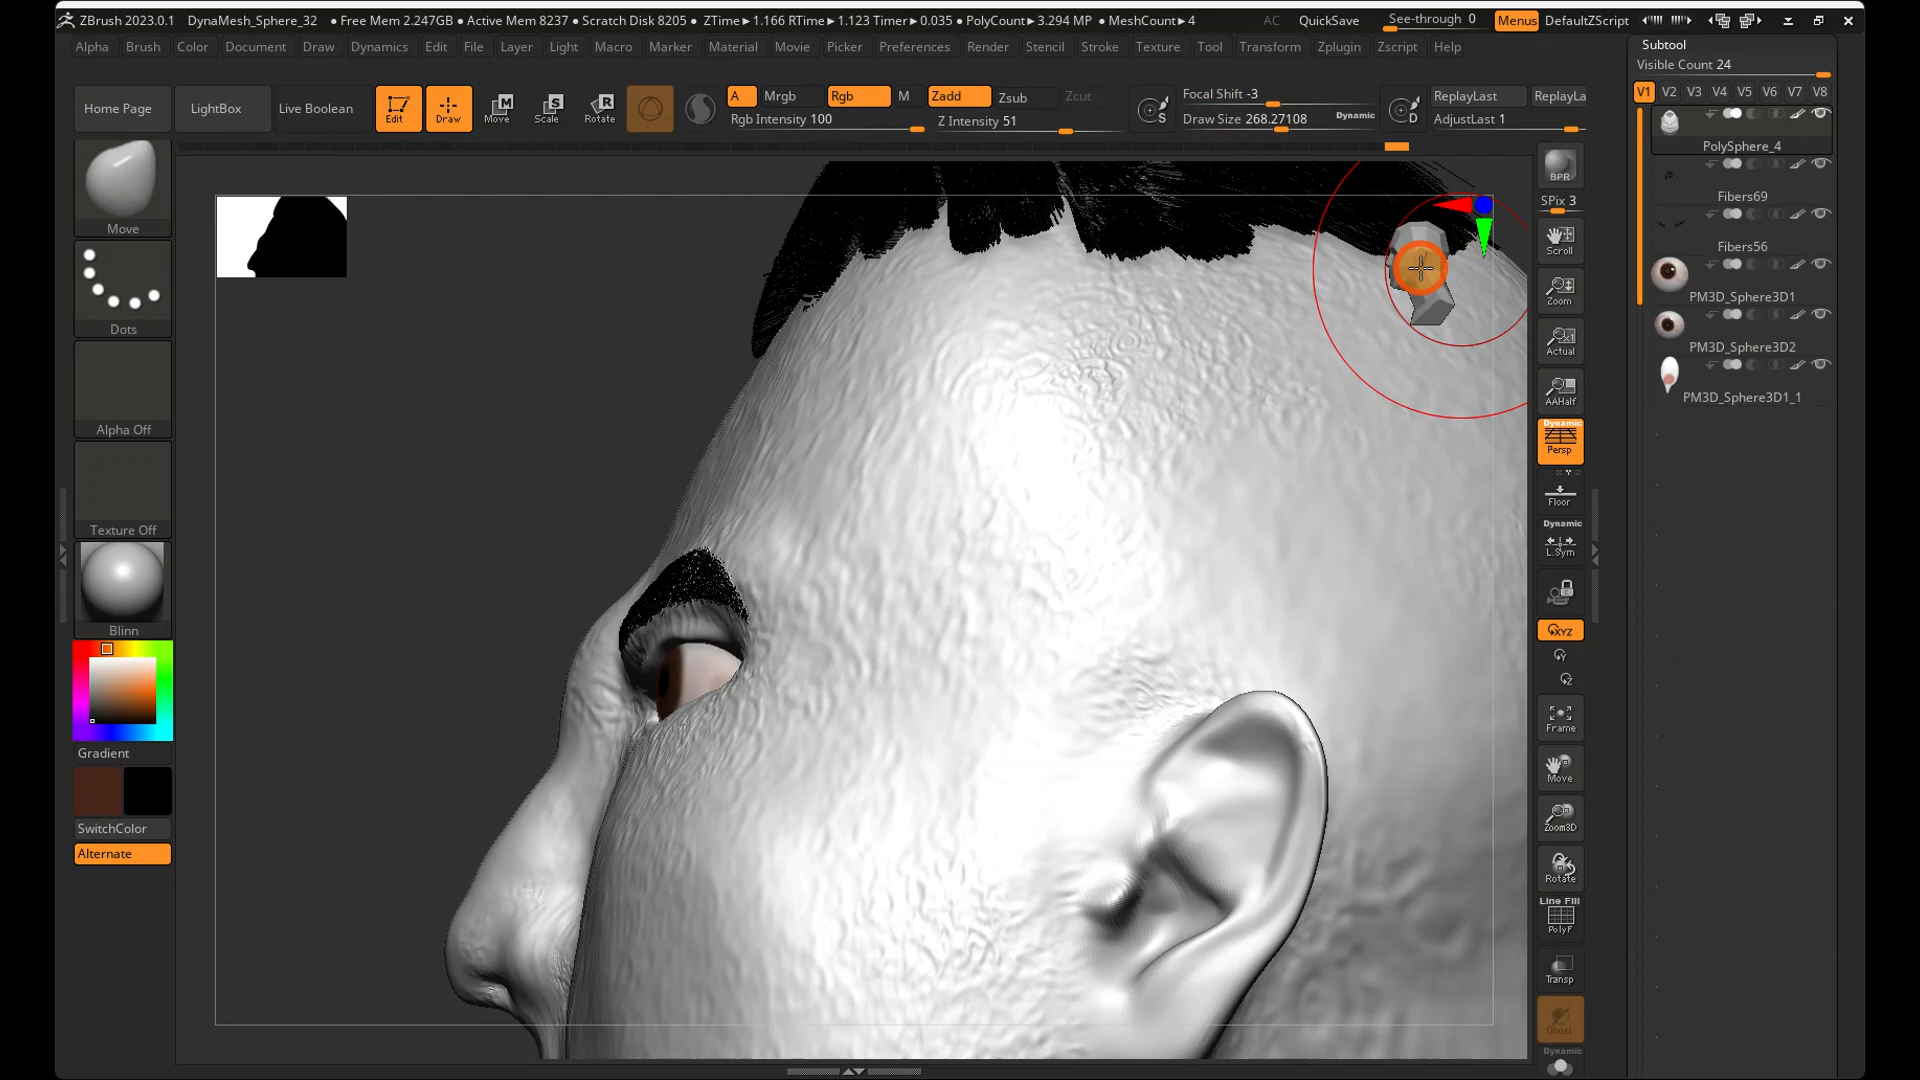 ZBrush 2023.0.1 DynaMesh_Sphere_32 ● Free Mem 2.247GB ● Active Mem 8237 ● Scratch Disk 8205 ● ZTime▸1.166 RTime▸1.123 Timer▸0.035 ● PolyCount▸3.294 MP ● MeshCount▸4 AC QuickSave See-through 0 Menus DefaultZScript
Alpha Brush Color Document Draw Dynamics Edit File Layer Light Macro Marker Material Movie Picker Preferences Render Stencil Stroke Texture Tool Transform Zplugin Zscript Help
Home Page LightBox Live Boolean Edit Draw Move Scale Rotate
A Mrgb Rgb M Zadd Zsub Zcut
Rgb Intensity 100 Z Intensity 51
Focal Shift -3
Draw Size 268.27108 Dynamic
ReplayLast ReplayLa
AdjustLast 1
Move
Dots
Alpha Off
Texture Off
Blinn
Gradient
SwitchColor
Alternate
BPR
SPix 3
Scroll
Zoom
Actual
AAHalf
Dynamic
Persp
Floor
Dynamic
L.Sym
XYZ
Y
Z
Frame
Move
Zoom3D
Rotate
Line Fill
PolyF
Transp
Ghost
Dynamic
Subtool
Visible Count 24
V1 V2 V3 V4 V5 V6 V7 V8
PolySphere_4
Fibers69
Fibers56
PM3D_Sphere3D1
PM3D_Sphere3D2
PM3D_Sphere3D1_1